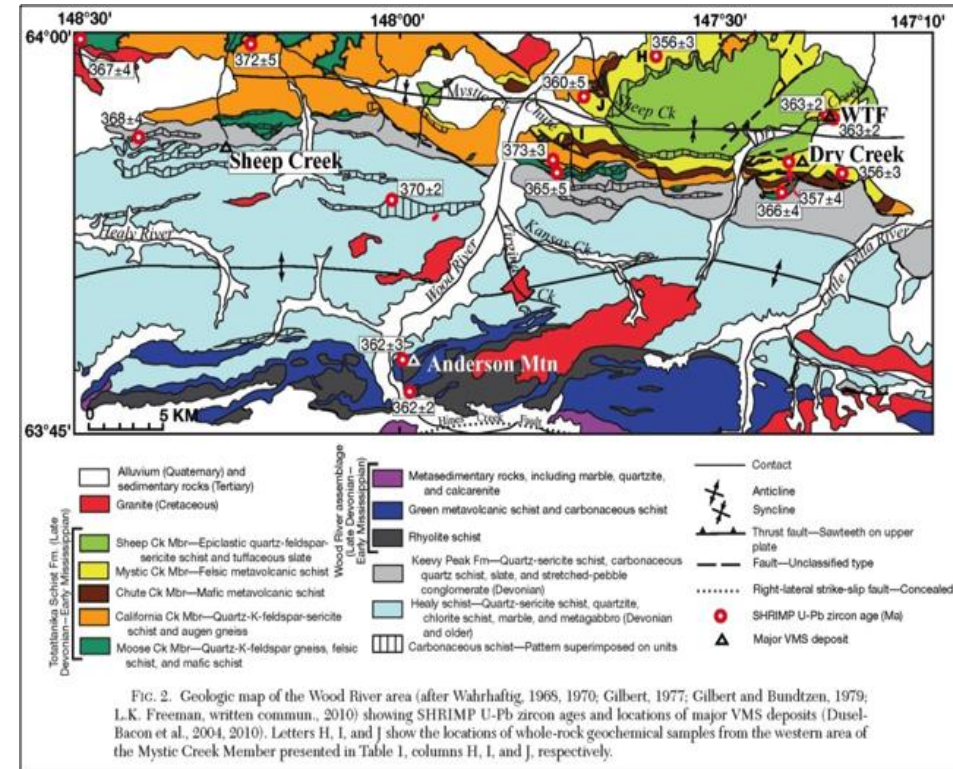 148°30'
148°00'
147°30'
147°10'
64°00'
367±4
372±5
356±3
H
360±5
J
Mystic Ck
Chute
Sheep Ck
363±2
Creek
WTF
363±2
368±4
Sheep Creek
373±3
Dry Creek
356±3
370±2
365±5
357±4
366±4
Healy River
Wood River
Virginia
Ck
Kansas Ck
Little Delta River
362±3
Anderson Mtn
362±2
Hines Creek Fault
0 5 KM
63°45'
Alluvium (Quaternary) and
sedimentary rocks (Tertiary)
Granite (Cretaceous)
Totatlanika Schist Fm. (Late
Devonian–Early Mississippian)
Sheep Ck Mbr—Epiclastic quartz-feldspar-
sericite schist and tuffaceous slate
Mystic Ck Mbr—Felsic metavolcanic schist
Chute Ck Mbr—Mafic metavolcanic schist
California Ck Mbr—Quartz-K-feldspar-sericite
schist and augen gneiss
Moose Ck Mbr—Quartz-K-feldspar gneiss, felsic
schist, and mafic schist
Wood River assemblage
(Late Devonian–
Early Mississippian)
Metasedimentary rocks, including marble, quartzite,
and calcarenite
Green metavolcanic schist and carbonaceous schist
Rhyolite schist
Keevy Peak Fm—Quartz-sericite schist, carbonaceous
quartz schist, slate, and stretched-pebble
conglomerate (Devonian)
Healy schist—Quartz-sericite schist, quartzite,
chlorite schist, marble, and metagabbro (Devonian
and older)
Carbonaceous schist—Pattern superimposed on units
Contact
Anticline
Syncline
Thrust fault—Sawteeth on upper
plate
Fault—Unclassified type
Right-lateral strike-slip fault—Concealed
SHRIMP U-Pb zircon age (Ma)
Major VMS deposit
FIG. 2. Geologic map of the Wood River area (after Wahrhaftig, 1968, 1970; Gilbert, 1977; Gilbert and Bundtzen, 1979;
L.K. Freeman, written commun., 2010) showing SHRIMP U-Pb zircon ages and locations of major VMS deposits (Dusel-
Bacon et al., 2004, 2010). Letters H, I, and J show the locations of whole-rock geochemical samples from the western area of
the Mystic Creek Member presented in Table 1, columns H, I, and J, respectively.